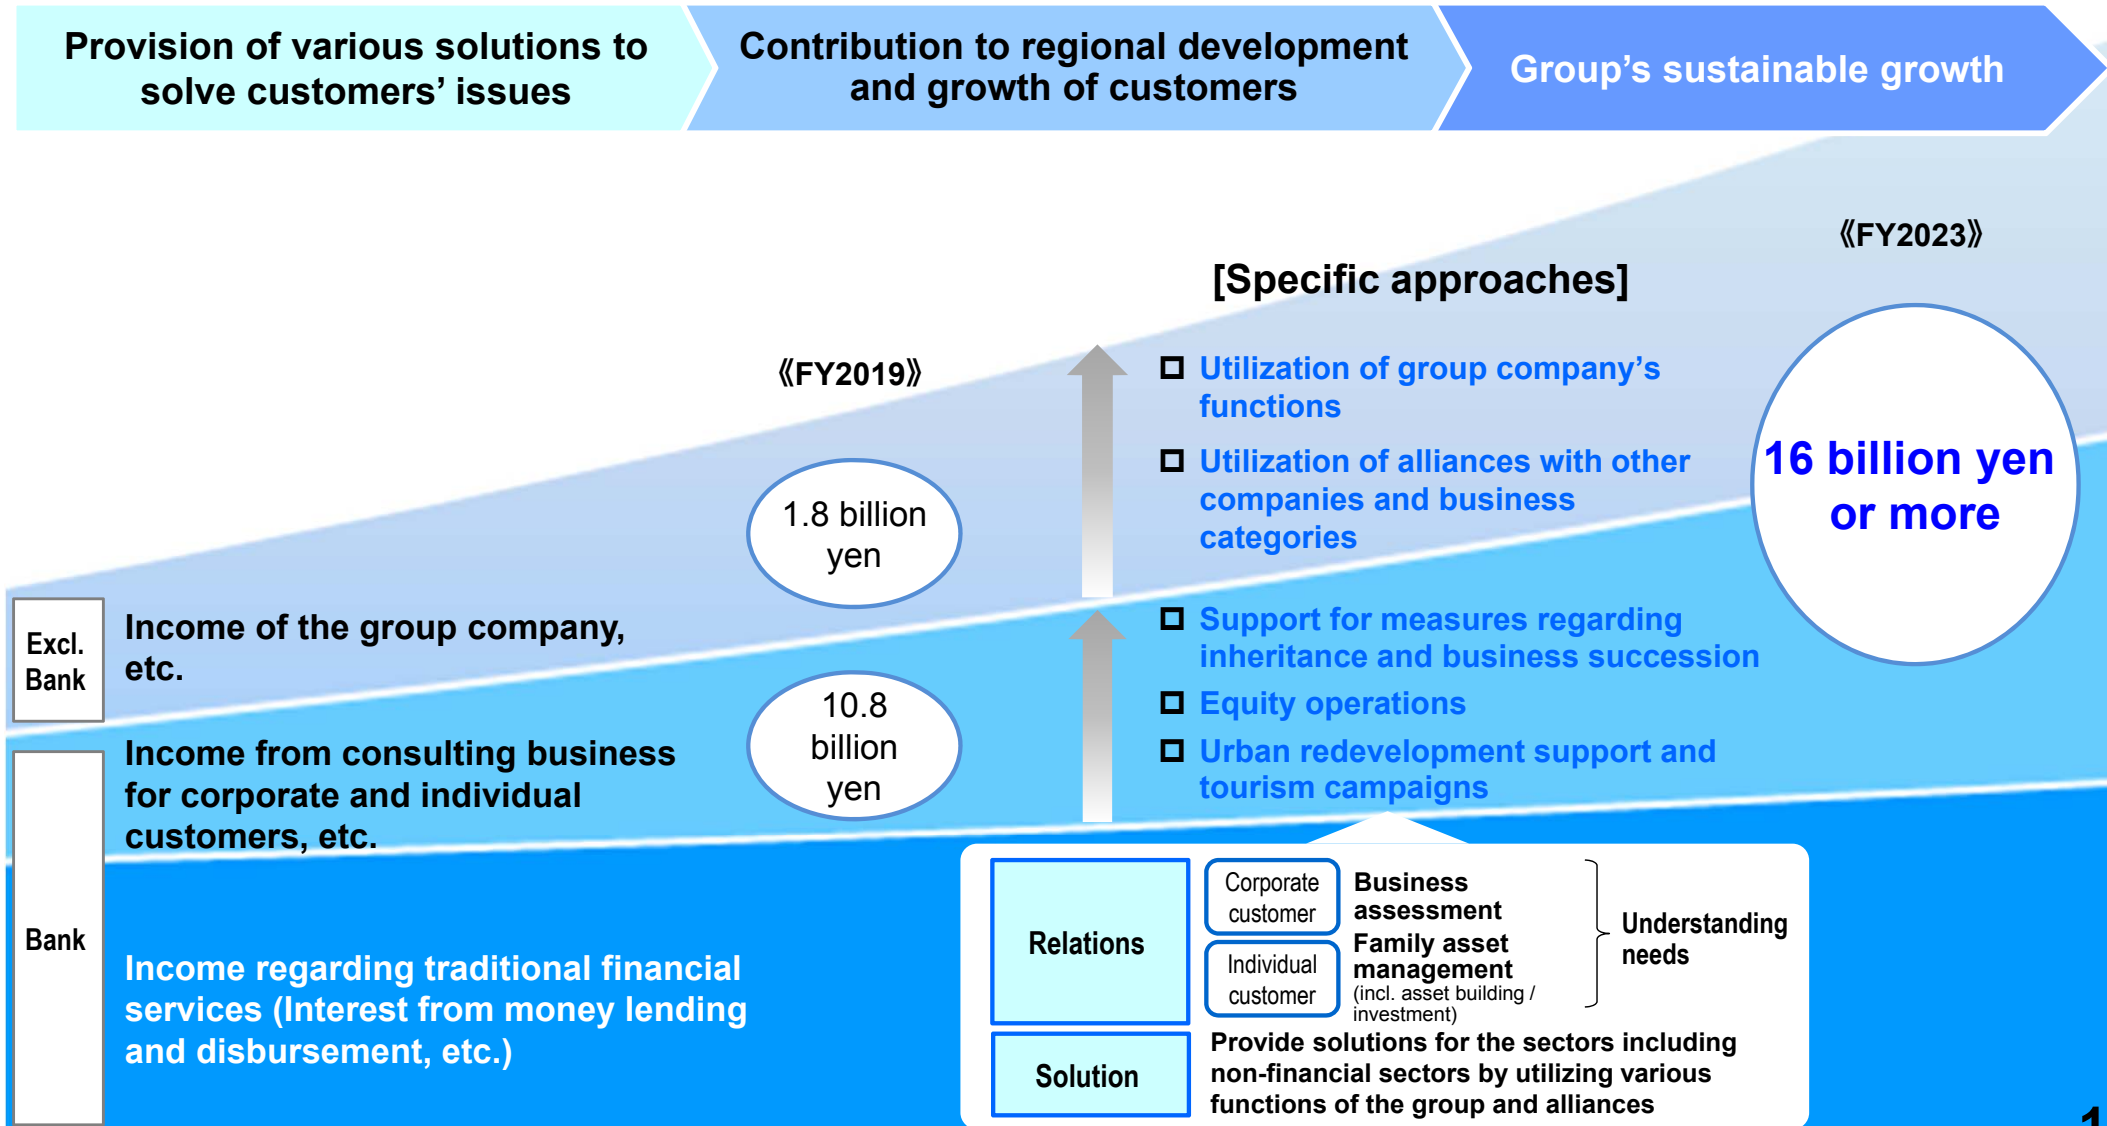 Provision of various solutions to
solve customers' issues
Contribution to regional development
and growth of customers
Group's sustainable growth
《FY2023》
[Specific approaches]
《FY2019》
Utilization of group company's
functions
Utilization of alliances with other
companies and business
categories
16 billion yen
or more
1.8 billion
yen
Excl.
Bank
Income of the group company,
etc.
Support for measures regarding
inheritance and business succession
Equity operations
Urban redevelopment support and
tourism campaigns
10.8
billion
yen
Income from consulting business
for corporate and individual
customers, etc.
Bank
Income regarding traditional financial
services (Interest from money lending
and disbursement, etc.)
Relations
Corporate
customer
Business
assessment
Individual
customer
Family asset
management
(incl. asset building /
investment)
Understanding
needs
Solution
Provide solutions for the sectors including
non-financial sectors by utilizing various
functions of the group and alliances